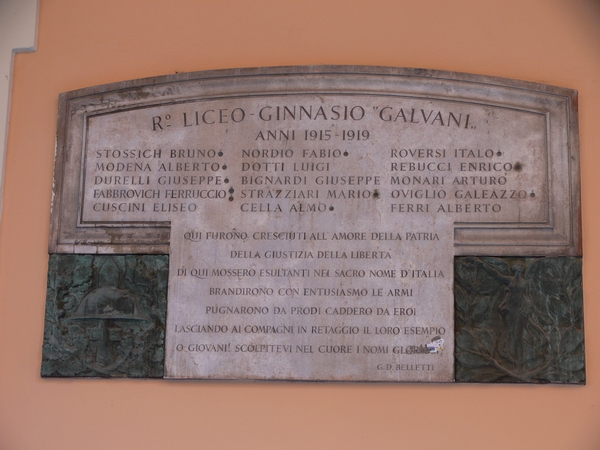 Rº LICEO-GINNASIO "GALVANI„
ANNI 1915-1919
STOSSICH BRUNO NORDIO FABIO ROVERSI ITALO
MODENA ALBERTO DOTTI LUIGI REBUCCI ENRICO
DURELLI GIUSEPPE BIGNARDI GIUSEPPE MONARI ARTURO
FABBROVICH FERRUCCIO STRAZZIARI MARIO OVIGLIO GALEAZZO
CUSCINI ELISEO CELLA ALMO FERRI ALBERTO
QUI FURONO CRESCIUTI ALL AMORE DELLA PATRIA
DELLA GIUSTIZIA DELLA LIBERTA
DI QUI MOSSERO ESULTANTI NEL SACRO NOME D'ITALIA
BRANDIRONO CON ENTUSIASMO LE ARMI
PUGNARONO DA PRODI CADDERO DA EROI
LASCIANDO AI COMPAGNI IN RETAGGIO IL LORO ESEMPIO
O GIOVANI' SCOLPITEVI NEL CUORE I NOMI
G. D. BELLETTI